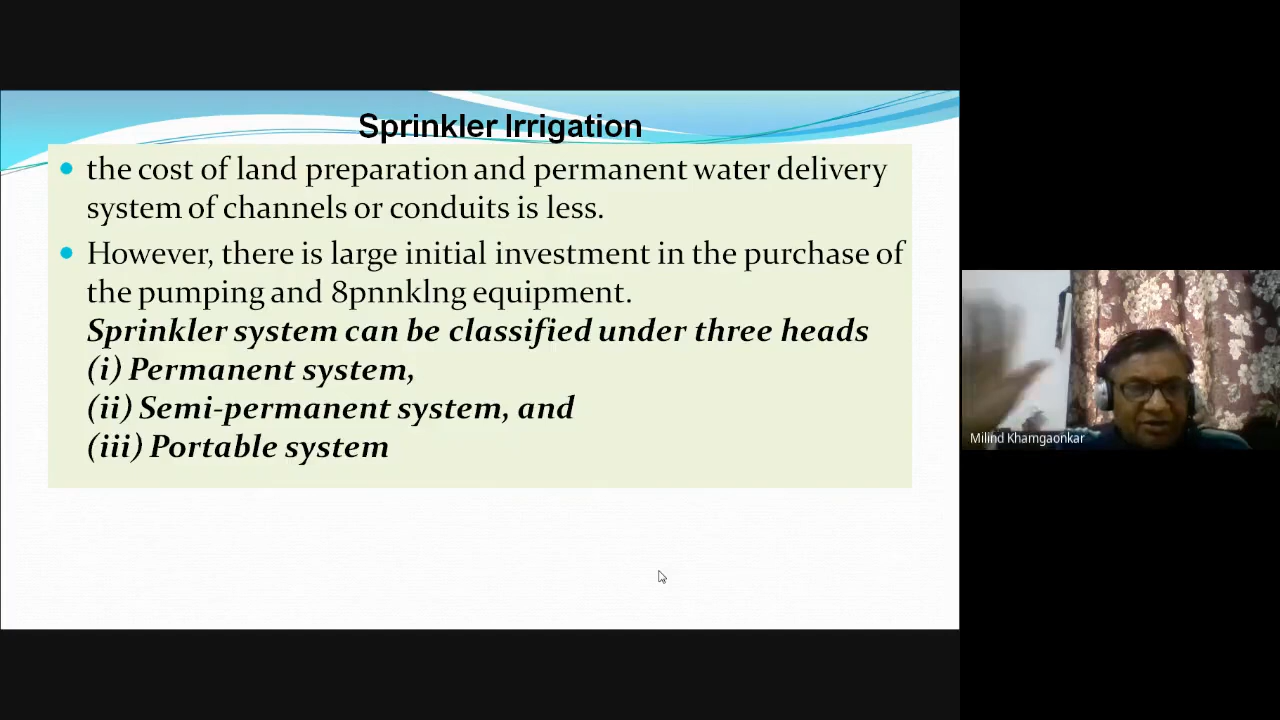 Sprinkler Irrigation
the cost of land preparation and permanent water delivery
system of channels or conduits is less.
However, there is large initial investment in the purchase of
the pumping and 8pnnklng equipment.
Sprinkler system can be classified under three heads
(i) Permanent system,
(ii) Semi-permanent system, and
(iii) Portable system
Milind Khamgaonkar